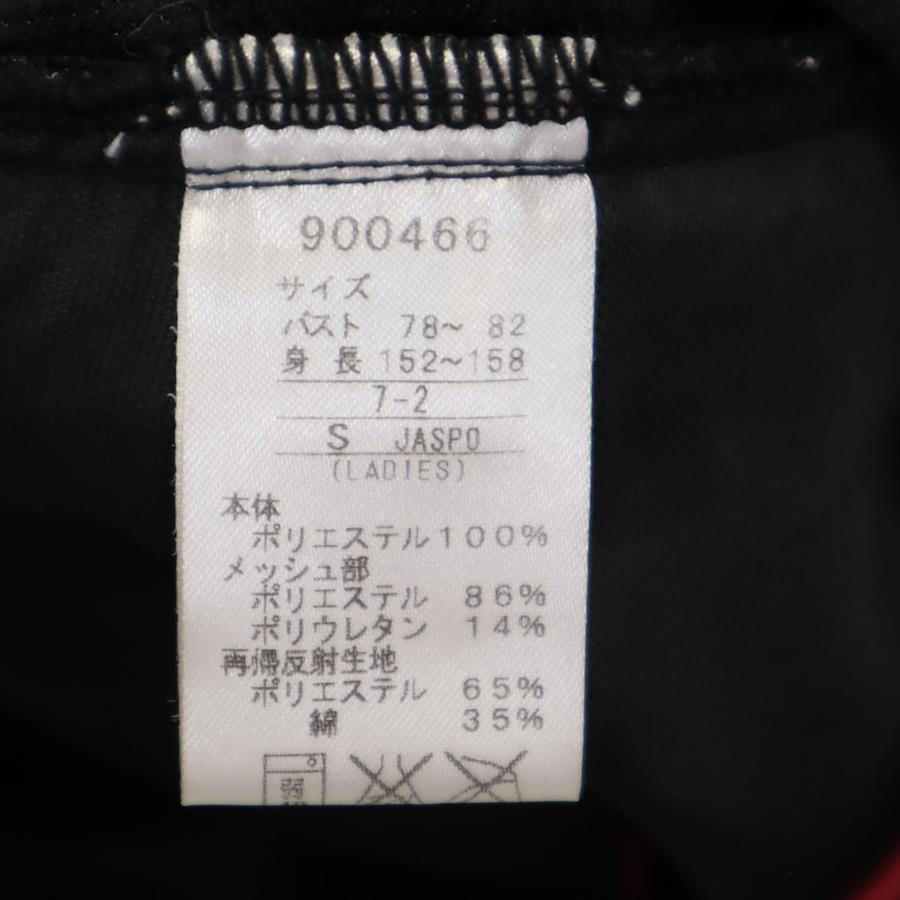 900466
サイズ
バスト 78～ 82
身 長 152～158
7-2
S JASPO
(LADIES)
本体
ポリエステル100%
メッシュ部
ポリエステル 86%
ポリウレタン 14%
再帰反射生地
ポリエステル 65%
綿 35%
弱